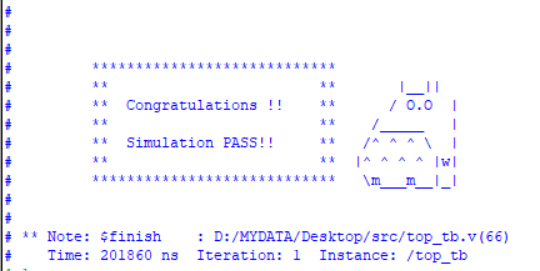 #
#
#
#        ****************************
#        **                        **       |__||
#        **  Congratulations !!    **      / O.O  |
#        **                        **    /_____   |
#        **  Simulation PASS!!     **   /^ ^ ^ \  |
#        **                        **  |^ ^ ^ ^ |w|
#        ****************************   \m___m__|_|
#
#
# ** Note: $finish    : D:/MYDATA/Desktop/src/top_tb.v(66)
#    Time: 201860 ns  Iteration: 1  Instance: /top_tb